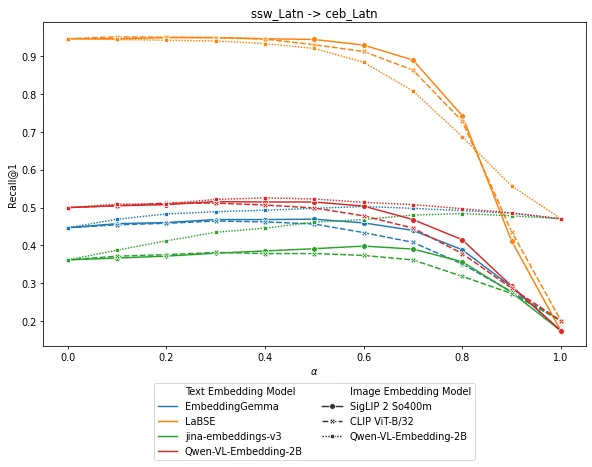 ssw_Latn -> ceb_Latn
Recall@1
0.9
0.8
0.7
0.6
0.5
0.4
0.3
0.2
0.0 0.2 0.4 0.6 0.8 1.0
α
Text Embedding Model Image Embedding Model
EmbeddingGemma SigLIP 2 So400m
LaBSE CLIP ViT-B/32
jina-embeddings-v3 Qwen-VL-Embedding-2B
Qwen-VL-Embedding-2B